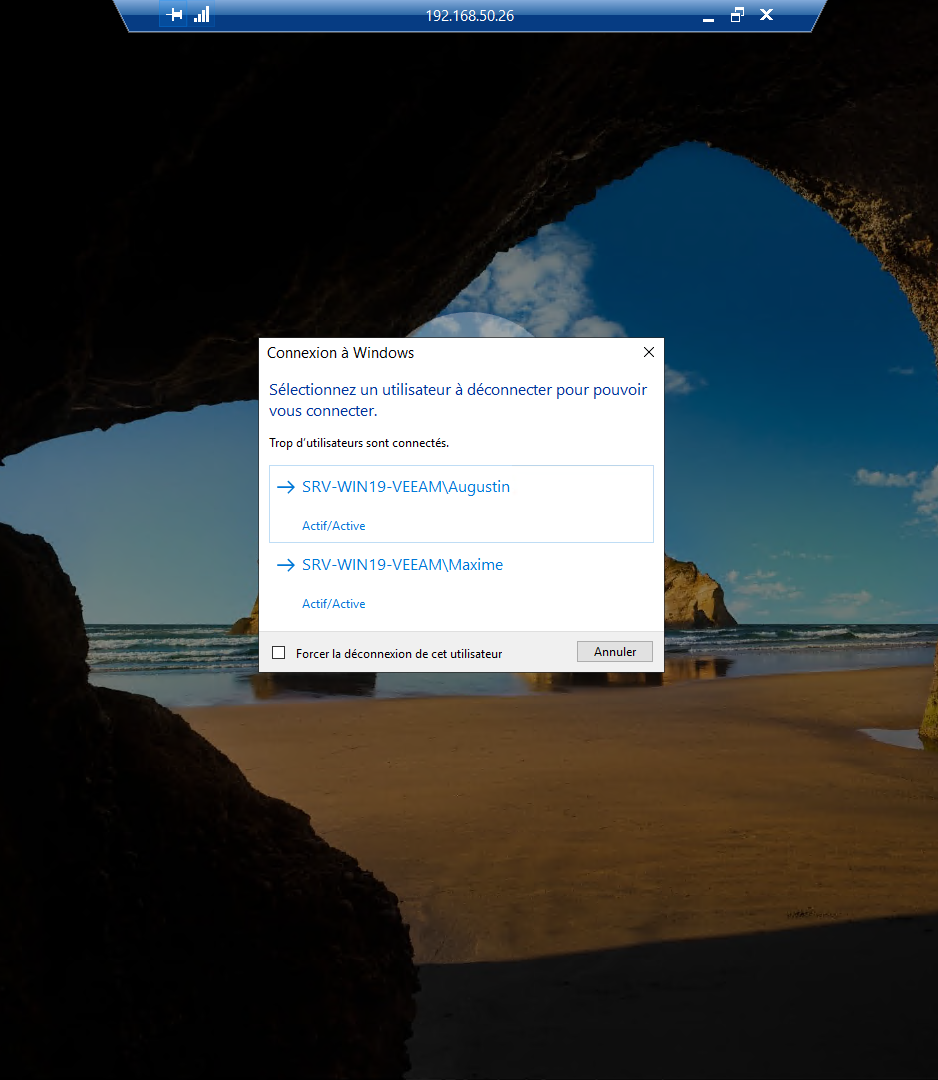 192.168.50.26
Connexion à Windows
Sélectionnez un utilisateur à déconnecter pour pouvoir
vous connecter.
Trop d'utilisateurs sont connectés.
SRV-WIN19-VEEAM\Augustin
Actif/Active
SRV-WIN19-VEEAM\Maxime
Actif/Active
Forcer la déconnexion de cet utilisateur
Annuler